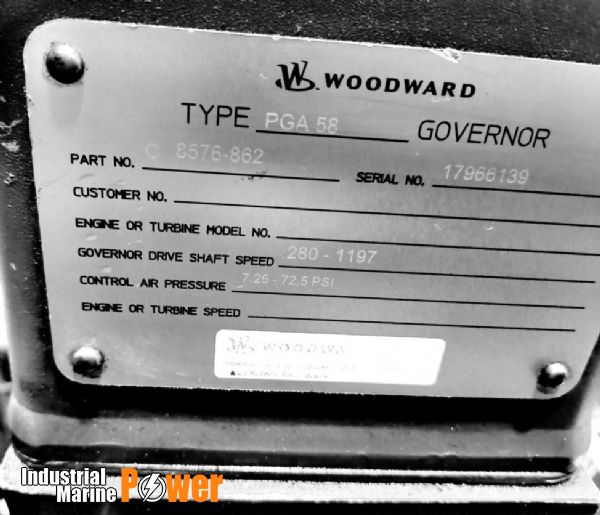 WOODWARD
TYPE PGA 58 GOVERNOR
PART NO. C 8576-862 SERIAL NO. 17966139
CUSTOMER NO.
ENGINE OR TURBINE MODEL NO.
GOVERNOR DRIVE SHAFT SPEED 280 - 1197
CONTROL AIR PRESSURE 7.25 - 72.5 PSI
ENGINE OR TURBINE SPEED
Industrial
Marine Power